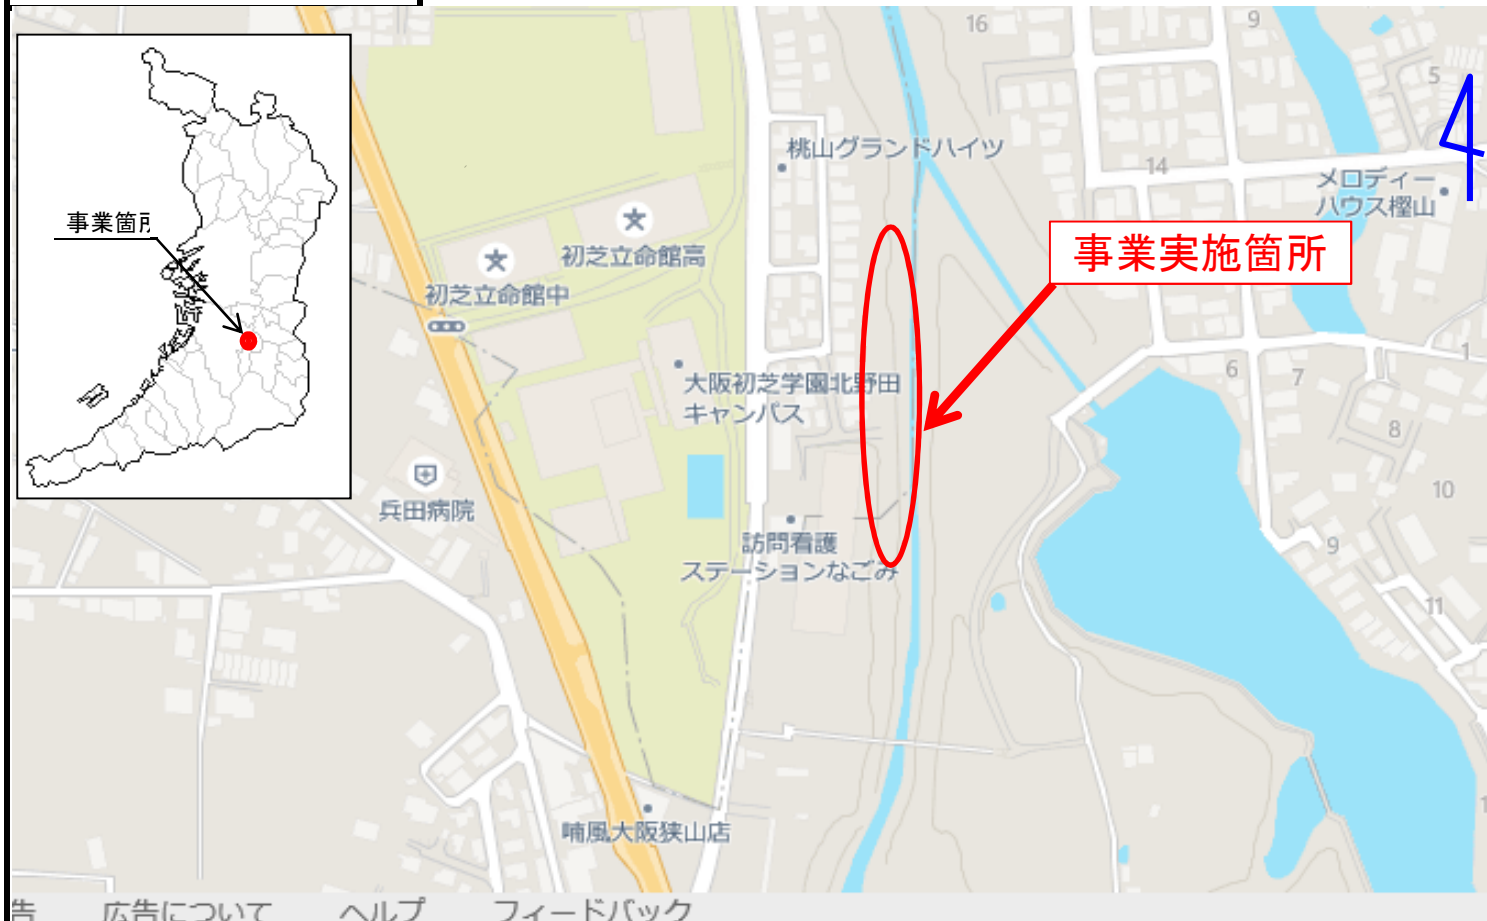 事業箇所
16
9
5
桃山グランドハイツ
14
メロディー
ハウス樫山
事業実施箇所
初芝立命館高
初芝立命館中
大阪初芝学園北野田
キャンパス
1
6
7
8
10
兵田病院
訪問看護
ステーションなごみ
9
11
哺風大阪狭山店
告 広告について ヘルプ フィードバック